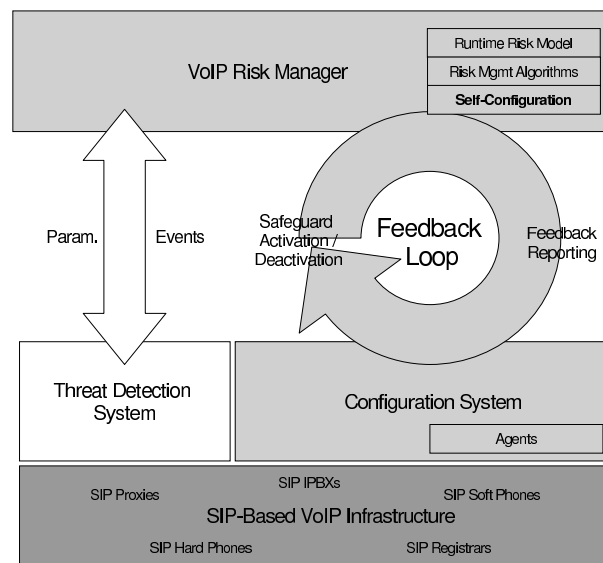 Runtime Risk Model
VoIP Risk Manager
Risk Mgmt Algorithms
Self-Configuration
Param.
Events
Safeguard
Activation /
Deactivation
Feedback
Loop
Feedback
Reporting
Threat Detection
System
Configuration System
Agents
SIP Proxies
SIP IPBXs
SIP Soft Phones
SIP-Based VoIP Infrastructure
SIP Hard Phones
SIP Registrars